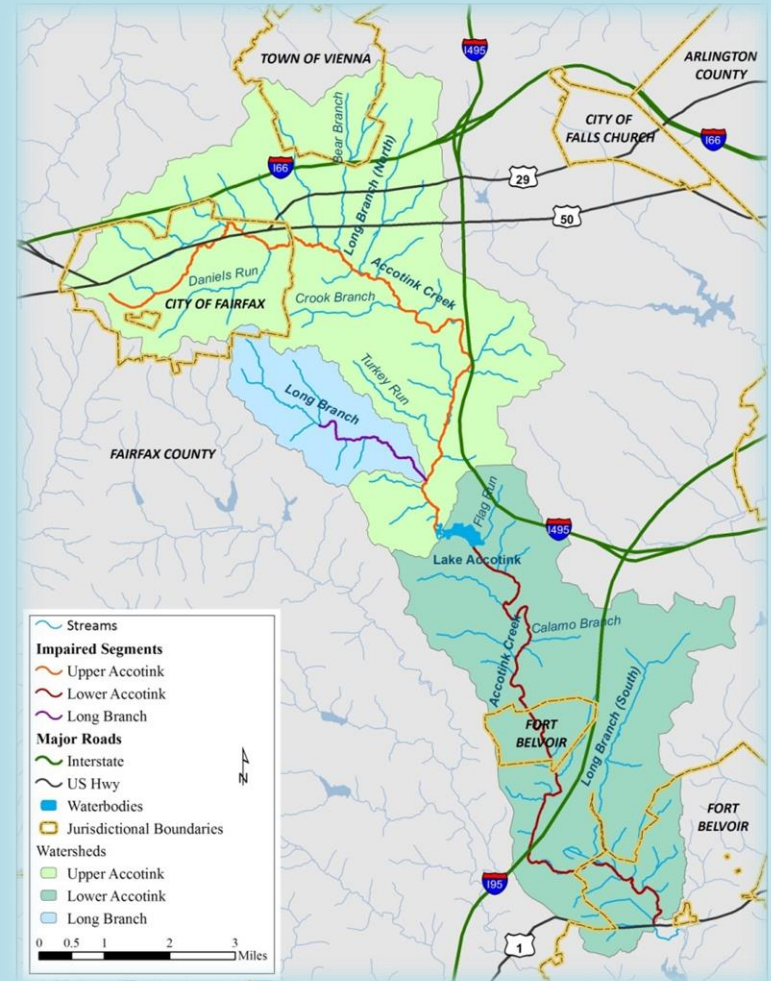 TOWN OF VIENNA
I495
ARLINGTON
COUNTY
CITY OF
FALLS CHURCH
Bear Branch
I66
I66
29
50
Long Branch (North)
Accotink Creek
Daniels Run
CITY OF FAIRFAX
Crook Branch
Turkey Run
Long Branch
FAIRFAX COUNTY
Flag Run
I495
Lake Accotink
Calamo Branch
Accotink Creek
Long Branch (South)
FORT
BELVOIR
FORT
BELVOIR
I95
1
Streams
Impaired Segments
Upper Accotink
Lower Accotink
Long Branch
Major Roads
Interstate
US Hwy
N
Waterbodies
Jurisdictional Boundaries
Watersheds
Upper Accotink
Lower Accotink
Long Branch
0 0.5 1 2 3
Miles